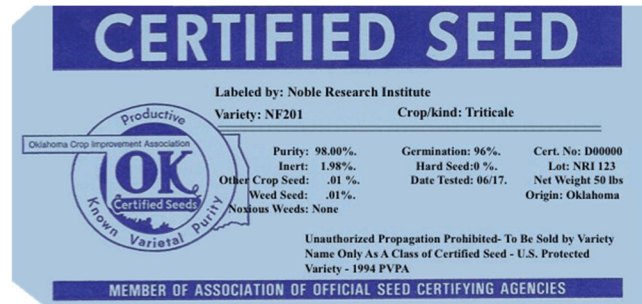 CERTIFIED SEED
Labeled by: Noble Research Institute
Variety: NF201 Crop/kind: Triticale
Productive
Oklahoma Crop Improvement Association
OK
Certified Seeds
Known Varietal Purity
Purity: 98.00%. Germination: 96%. Cert. No: D00000
Inert: 1.98%. Hard Seed:0 %. Lot: NRI 123
Other Crop Seed: .01 %. Date Tested: 06/17. Net Weight 50 lbs
Weed Seed: .01%. Origin: Oklahoma
Noxious Weeds: None
Unauthorized Propagation Prohibited- To Be Sold by Variety
Name Only As A Class of Certified Seed - U.S. Protected
Variety - 1994 PVPA
MEMBER OF ASSOCIATION OF OFFICIAL SEED CERTIFYING AGENCIES